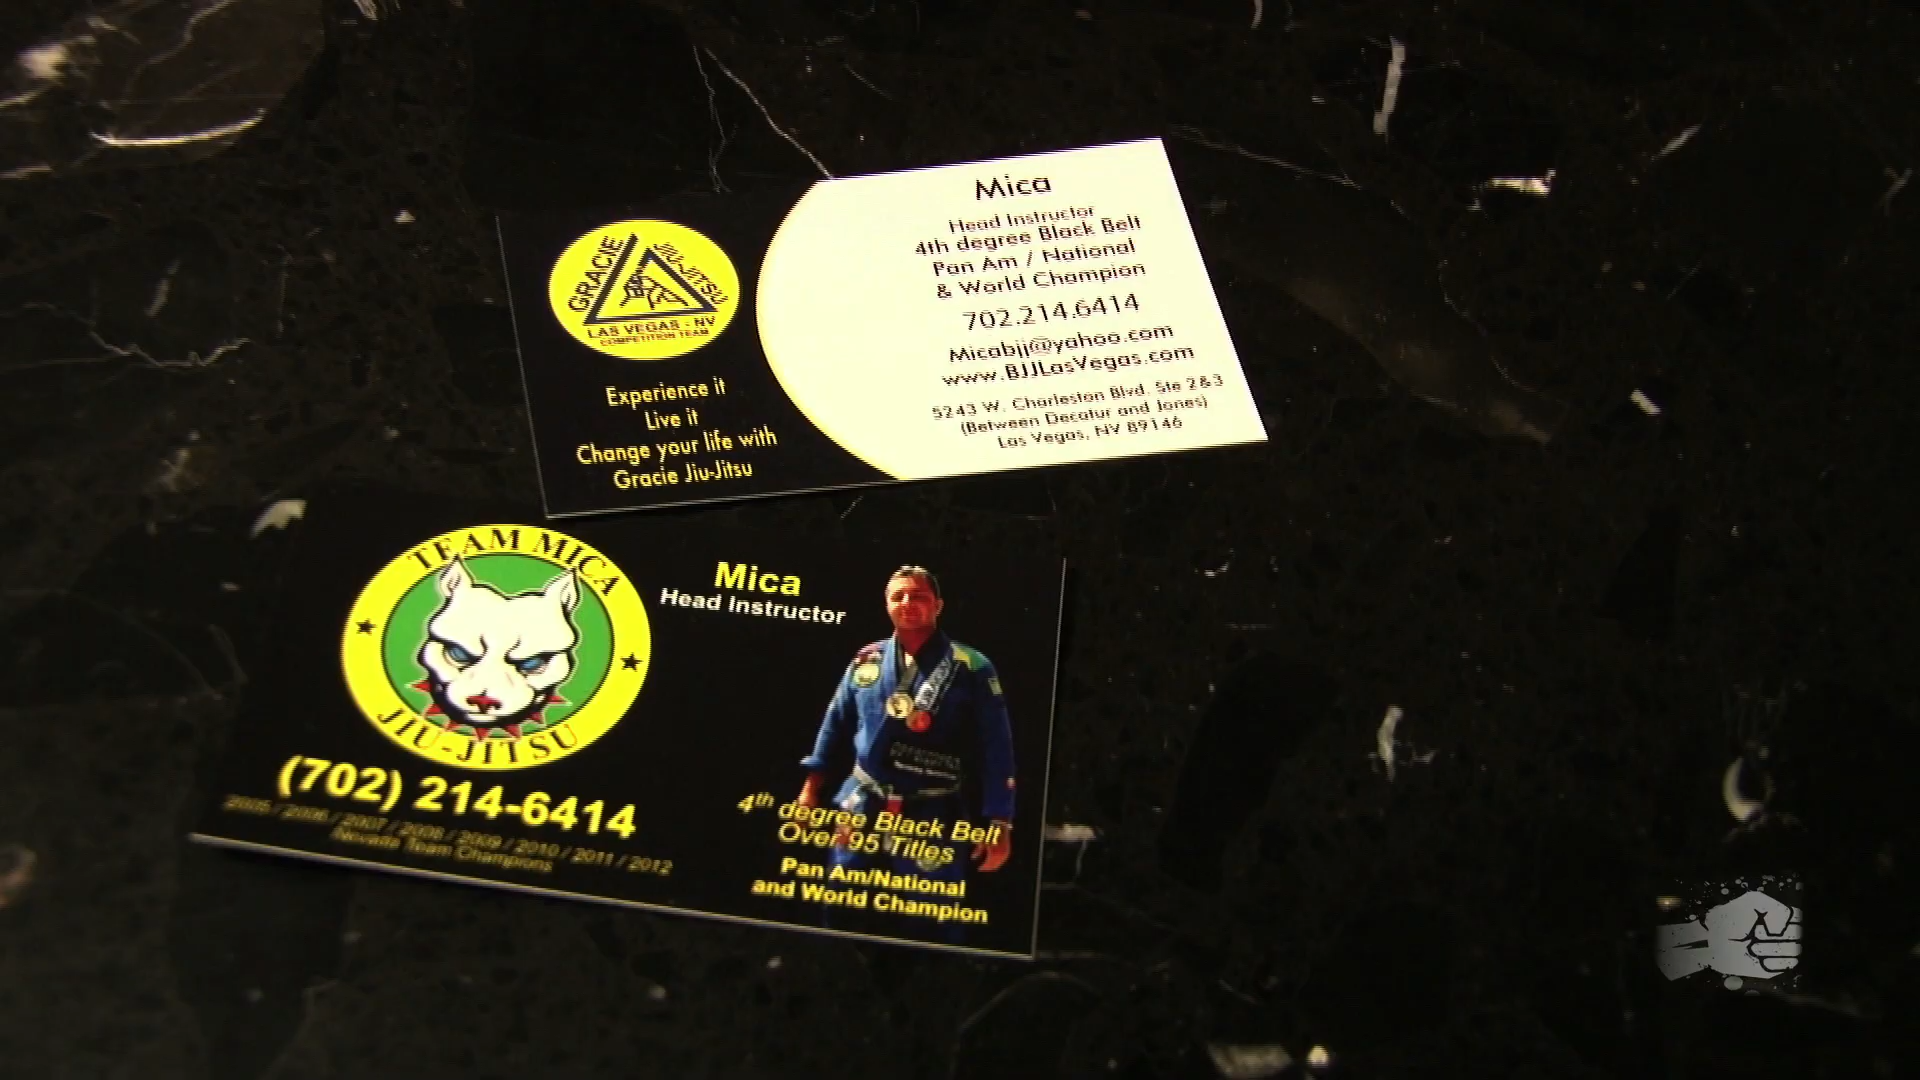 GRACIE
JIU-JITSU
LAS VEGAS - NV
COMPETITION TEAM
Experience it
Live it
Change your life with
Gracie Jiu-Jitsu
Mica
Head Instructor
4th degree Black Belt
Pan Am / National
& World Champion
702.214.6414
Micabjj@yahoo.com
www.BJJLasVegas.com
5243 W. Charleston Blvd. Ste 2&3
(Between Decatur and Jones)
Las Vegas, NV 89146
TEAM MICA
JIU-JITSU
(702) 214-6414
2005 / 2006 / 2007 / 2008 / 2009 / 2010 / 2011 / 2012
Nevada Team Champions
Mica
Head Instructor
4th degree Black Belt
Over 95 Titles
Pan Am/National
and World Champion